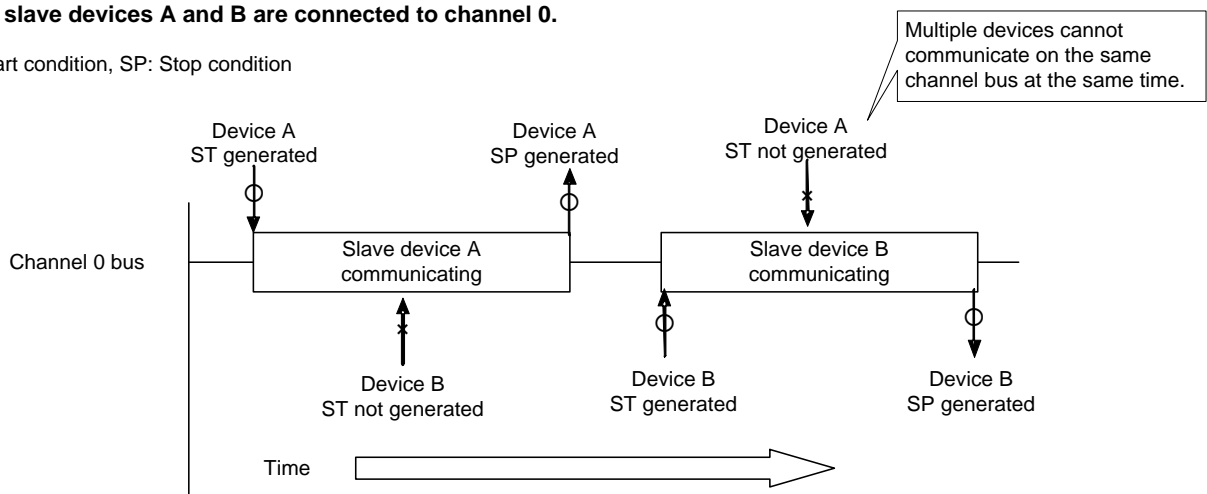 slave devices A and B are connected to channel 0.
art condition, SP: Stop condition
Multiple devices cannot
communicate on the same
channel bus at the same time.
Device A
ST generated
Device A
SP generated
Device A
ST not generated
Channel 0 bus
Slave device A
communicating
Slave device B
communicating
Device B
ST not generated
Device B
ST generated
Device B
SP generated
Time